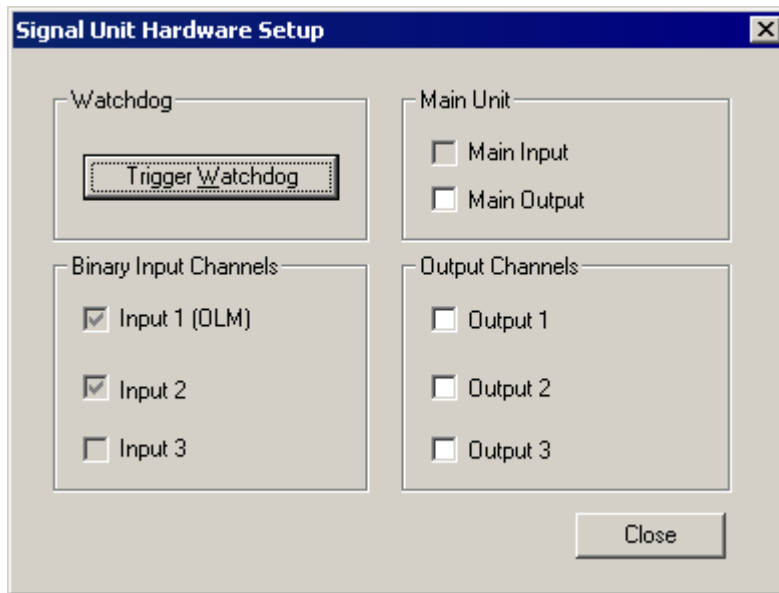 Signal Unit Hardware Setup
Watchdog
Trigger Watchdog
Main Unit
Main Input
Main Output
Binary Input Channels
Input 1 (OLM)
Input 2
Input 3
Output Channels
Output 1
Output 2
Output 3
Close